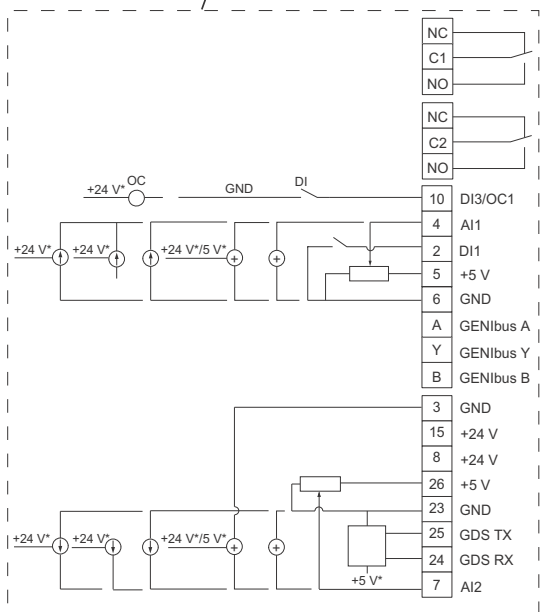 NC
C1
NO
NC
C2
NO
+24 V* OC GND DI 10 DI3/OC1
4 AI1
+24 V* +24 V* +24 V*/5 V* 2 DI1
5 +5 V
6 GND
A GENIbus A
Y GENIbus Y
B GENIbus B
3 GND
15 +24 V
8 +24 V
26 +5 V
23 GND
+24 V* +24 V* +24 V*/5 V* 25 GDS TX
24 GDS RX
+5 V* 7 AI2